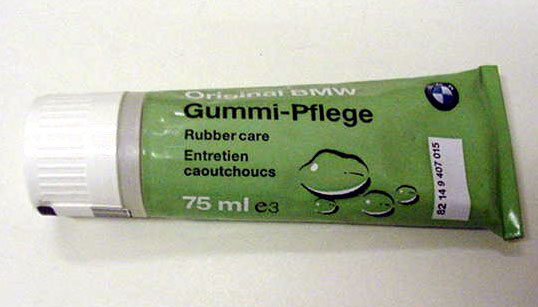 Original BMW
Gummi-Pflege
Rubber care
Entretien
caoutchoucs
75 ml e3
82 14 9 407 015